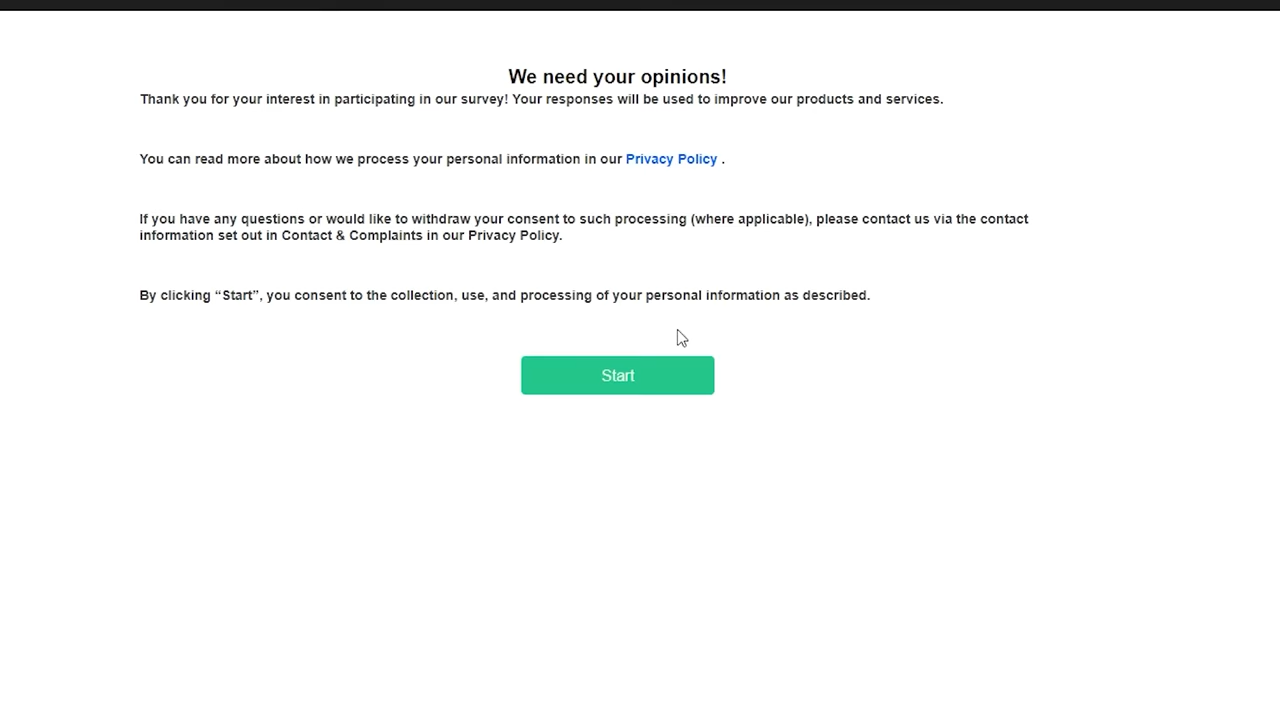 We need your opinions!
Thank you for your interest in participating in our survey! Your responses will be used to improve our products and services.
You can read more about how we process your personal information in our Privacy Policy .
If you have any questions or would like to withdraw your consent to such processing (where applicable), please contact us via the contact
information set out in Contact & Complaints in our Privacy Policy.
By clicking “Start”, you consent to the collection, use, and processing of your personal information as described.
Start